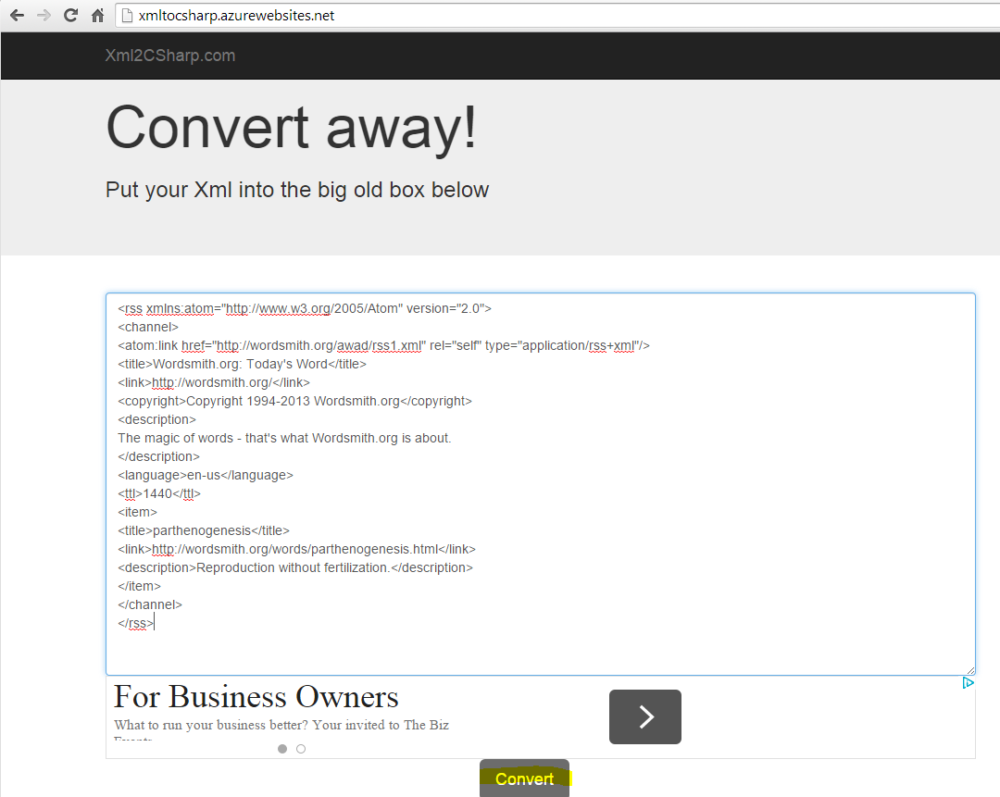 xmltocsharp.azurewebsites.net
Xml2CSharp.com
Convert away!
Put your Xml into the big old box below
<rss xmlns:atom="http://www.w3.org/2005/Atom" version="2.0">
<channel>
<atom:link href="http://wordsmith.org/awad/rss1.xml" rel="self" type="application/rss+xml"/>
<title>Wordsmith.org: Today's Word</title>
<link>http://wordsmith.org/</link>
<copyright>Copyright 1994-2013 Wordsmith.org</copyright>
<description>
The magic of words - that's what Wordsmith.org is about.
</description>
<language>en-us</language>
<ttl>1440</ttl>
<item>
<title>parthenogenesis</title>
<link>http://wordsmith.org/words/parthenogenesis.html</link>
<description>Reproduction without fertilization.</description>
</item>
</channel>
</rss>
For Business Owners
What to run your business better? Your invited to The Biz
Convert